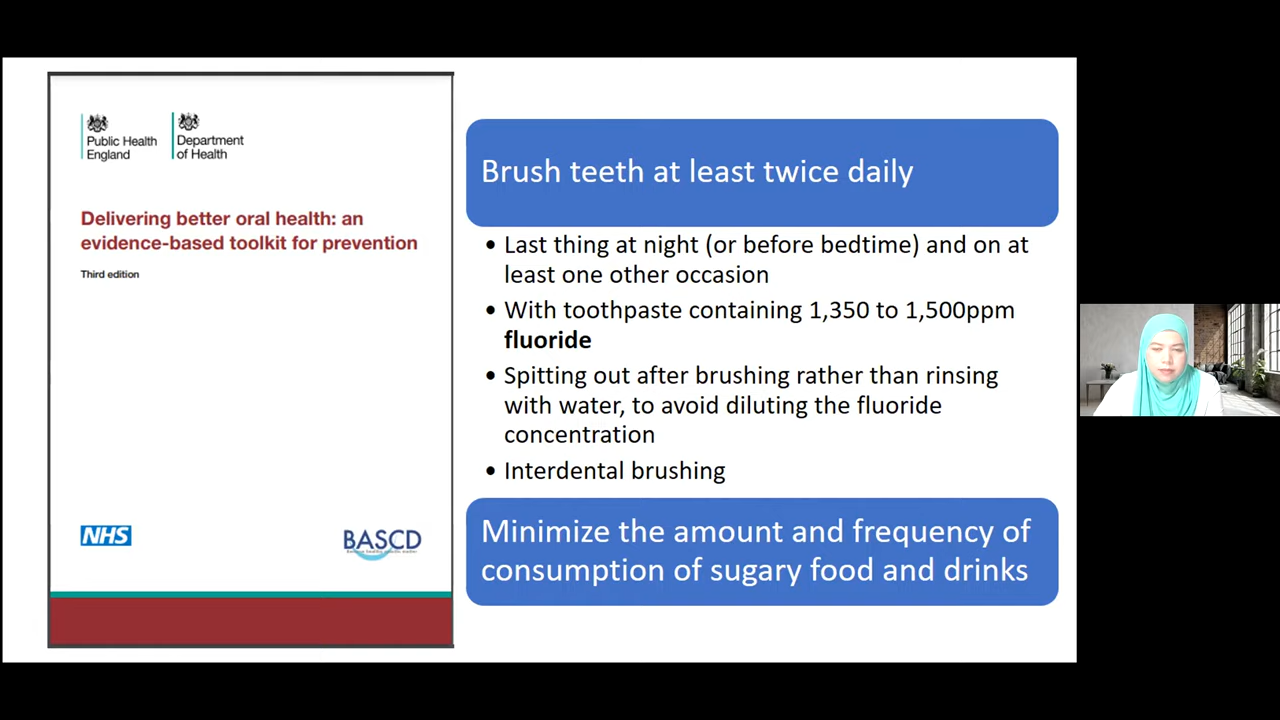 Public Health
England
Department
of Health
Delivering better oral health: an
evidence-based toolkit for prevention
Third edition
NHS
BASCD
Brush teeth at least twice daily
• Last thing at night (or before bedtime) and on at
least one other occasion
• With toothpaste containing 1,350 to 1,500ppm
fluoride
• Spitting out after brushing rather than rinsing
with water, to avoid diluting the fluoride
concentration
• Interdental brushing
Minimize the amount and frequency of
consumption of sugary food and drinks